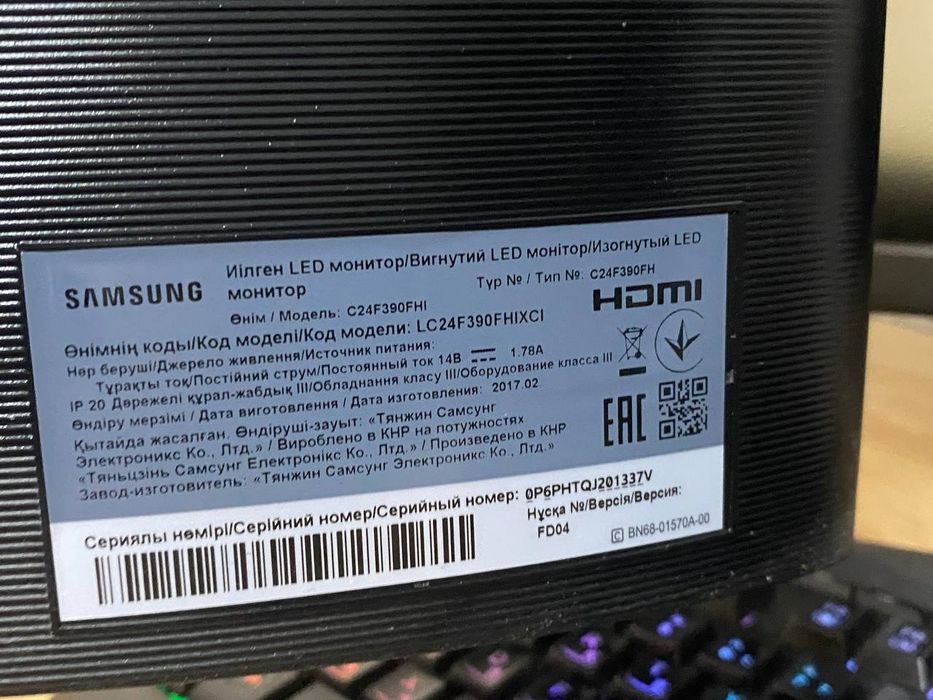 SAMSUNG
Иілген LED монитор/Вигнутий LED монітор/Изогнутый LED
монитор
Түр № / Тип №: C24F390FH
Өнім / Модель: C24F390FHI
HDMI
Өнімнің коды/Код моделі/Код модели: LC24F390FHIXCI
Нәр беруші/Джерело живлення/Источник питания:
Тұрақты ток/Постійний струм/Постоянный ток 14В 1.78А
IP 20 Дәрежелі құрал-жабдық III/Обладнання класу III/Оборудование класса III
Өндіру мерзімі / Дата виготовлення / Дата изготовления: 2017.02
Қытайда жасалған. Өндіруші-зауыт: «Тянжин Самсунг
Электроникс Ко., Лтд.» / Вироблено в КНР на потужностях
«Тяньцзінь Самсунг Електронікс Ко., Лтд.» / Произведено в КНР
Завод-изготовитель: «Тянжин Самсунг Электроникс Ко., Лтд.»
EAC
Сериялы нөмірі/Серійний номер/Серийный номер: 0P6PHTQJ201337V
Нұсқа №/Версія/Версия:
FD04
C BN68-01570A-00